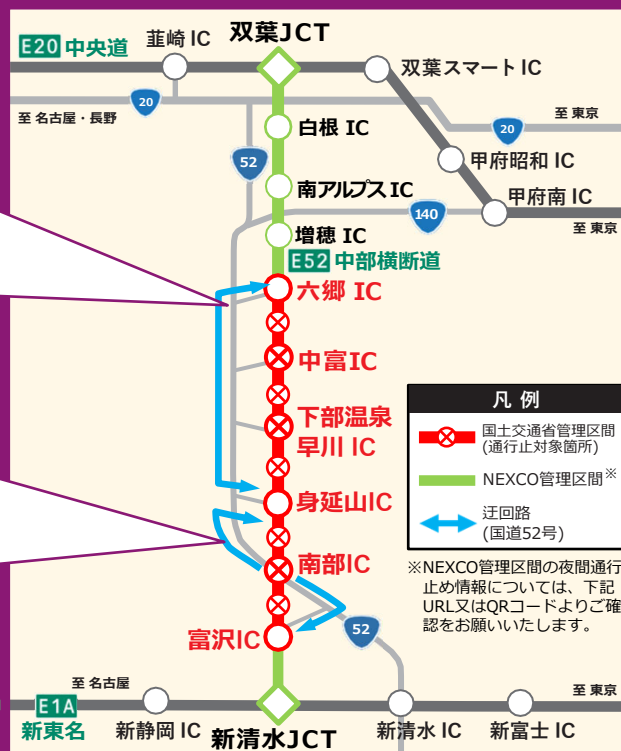 E20 中央道
韮崎 IC
双葉JCT
双葉スマート IC
20
至 名古屋・長野
至 東京
20
白根 IC
52
甲府昭和 IC
南アルプス IC
甲府南 IC
140
至 東京
増穂 IC
E52 中部横断道
六郷 IC
中富IC
下部温泉
早川 IC
身延山IC
南部IC
富沢IC
52
凡 例
国土交通省管理区間
(通行止対象箇所)
NEXCO管理区間※
迂回路
(国道52号)
※NEXCO管理区間の夜間通行
止め情報については、下記
URL又はQRコードよりご確
認をお願いいたします。
至 名古屋
至 東京
E1A
新東名
新静岡 IC
新清水JCT
新清水 IC
新富士 IC